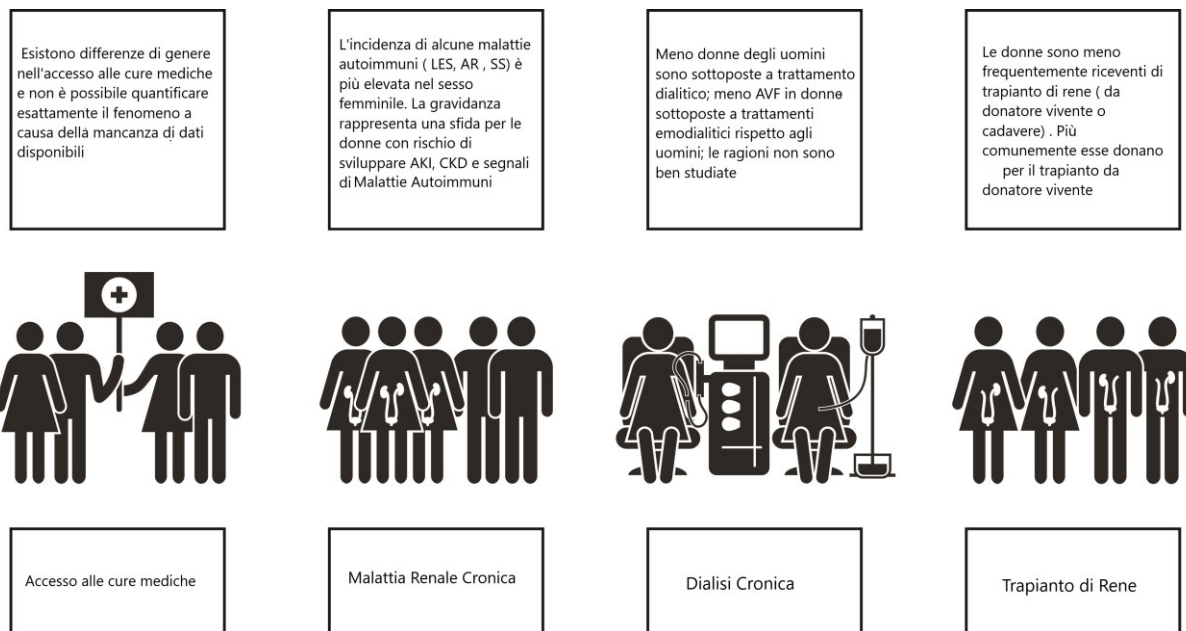 Esistono differenze di genere
nell'accesso alle cure mediche
e non è possibile quantificare
esattamente il fenomeno a
causa della mancanza di dati
disponibili
L'incidenza di alcune malattie
autoimmuni ( LES, AR , SS) è
più elevata nel sesso
femminile. La gravidanza
rappresenta una sfida per le
donne con rischio di
sviluppare AKI, CKD e segnali
di Malattie Autoimmuni
Meno donne degli uomini
sono sottoposte a trattamento
dialitico; meno AVF in donne
sottoposte a trattamenti
emodialitici rispetto agli
uomini; le ragioni non sono
ben studiate
Le donne sono meno
frequentemente riceventi di
trapianto di rene ( da
donatore vivente o
cadavere) . Più
comunemente esse donano
per il trapianto da
donatore vivente
Accesso alle cure mediche
Malattia Renale Cronica
Dialisi Cronica
Trapianto di Rene